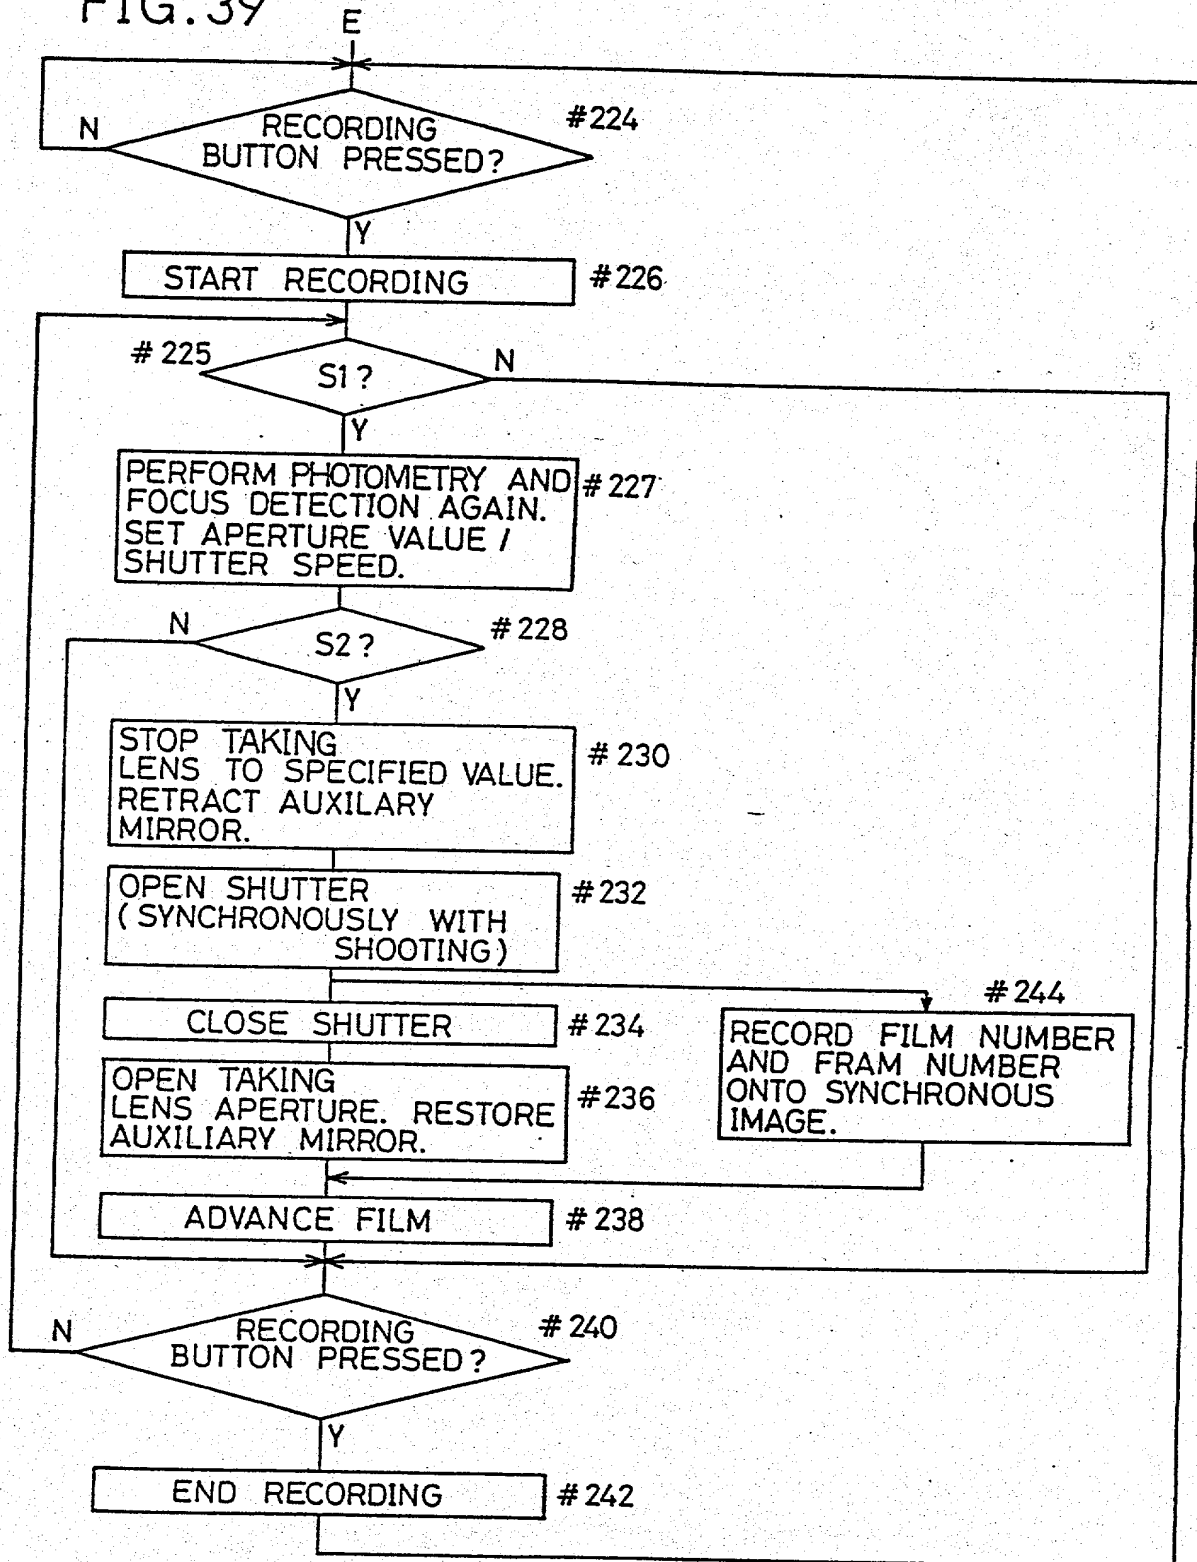 FIG. 39
E
RECORDING
BUTTON PRESSED?
#224
N
Y
START RECORDING
#226
#225
S1?
N
Y
PERFORM PHOTOMETRY AND
FOCUS DETECTION AGAIN.
SET APERTURE VALUE /
SHUTTER SPEED.
#227
N
S2?
#228
Y
STOP TAKING
LENS TO SPECIFIED VALUE.
RETRACT AUXILARY
MIRROR.
#230
OPEN SHUTTER
(SYNCHRONOUSLY WITH
SHOOTING)
#232
CLOSE SHUTTER
#234
#244
RECORD FILM NUMBER
AND FRAM NUMBER
ONTO SYNCHRONOUS
IMAGE.
OPEN TAKING
LENS APERTURE. RESTORE
AUXILIARY MIRROR.
#236
ADVANCE FILM
#238
N
RECORDING
BUTTON PRESSED?
#240
Y
END RECORDING
#242